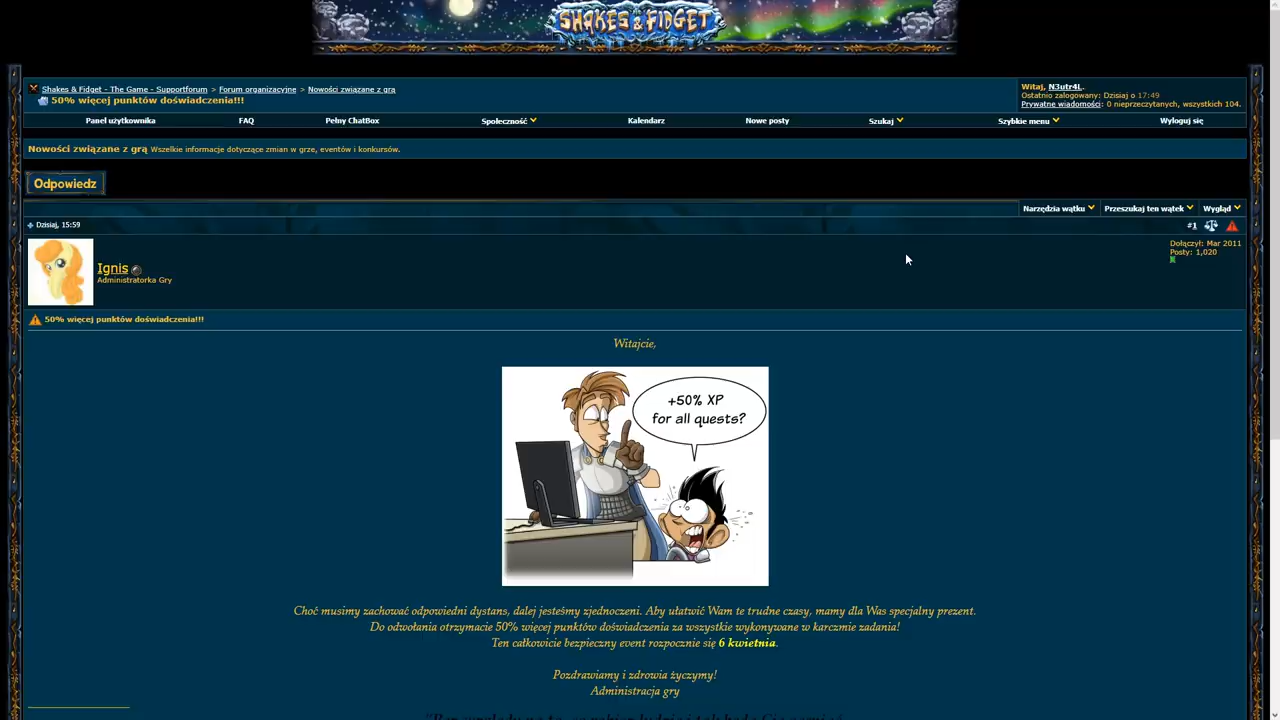 SHAKES & FIDGET
Shakes & Fidget - The Game - Supportforum > Forum organizacyjne > Nowości związane z grą
50% więcej punktów doświadczenia!!!
Witaj, N3utr4L.
Ostatnio zalogowany: Dzisiaj o 17:49
Prywatne wiadomości: 0 nieprzeczytanych, wszystkich 104.
Panel użytkownika FAQ Pełny ChatBox Społeczność Kalendarz Nowe posty Szukaj Szybkie menu Wyloguj się
Nowości związane z grą Wszelkie informacje dotyczące zmian w grze, eventów i konkursów.
Odpowiedz
Narzędzia wątku Przeszukaj ten wątek Wygląd
Dzisiaj, 15:59 #1
Ignis
Administratorka Gry
Dołączył: Mar 2011
Posty: 1,020
50% więcej punktów doświadczenia!!!
Witajcie,
+50% XP
for all quests?
Choć musimy zachować odpowiedni dystans, dalej jesteśmy zjednoczeni. Aby ułatwić Wam te trudne czasy, mamy dla Was specjalny prezent.
Do odwołania otrzymacie 50% więcej punktów doświadczenia za wszystkie wykonywane w karczmie zadania!
Ten całkowicie bezpieczny event rozpocznie się 6 kwietnia.
Pozdrawiamy i zdrowia życzymy!
Administracja gry